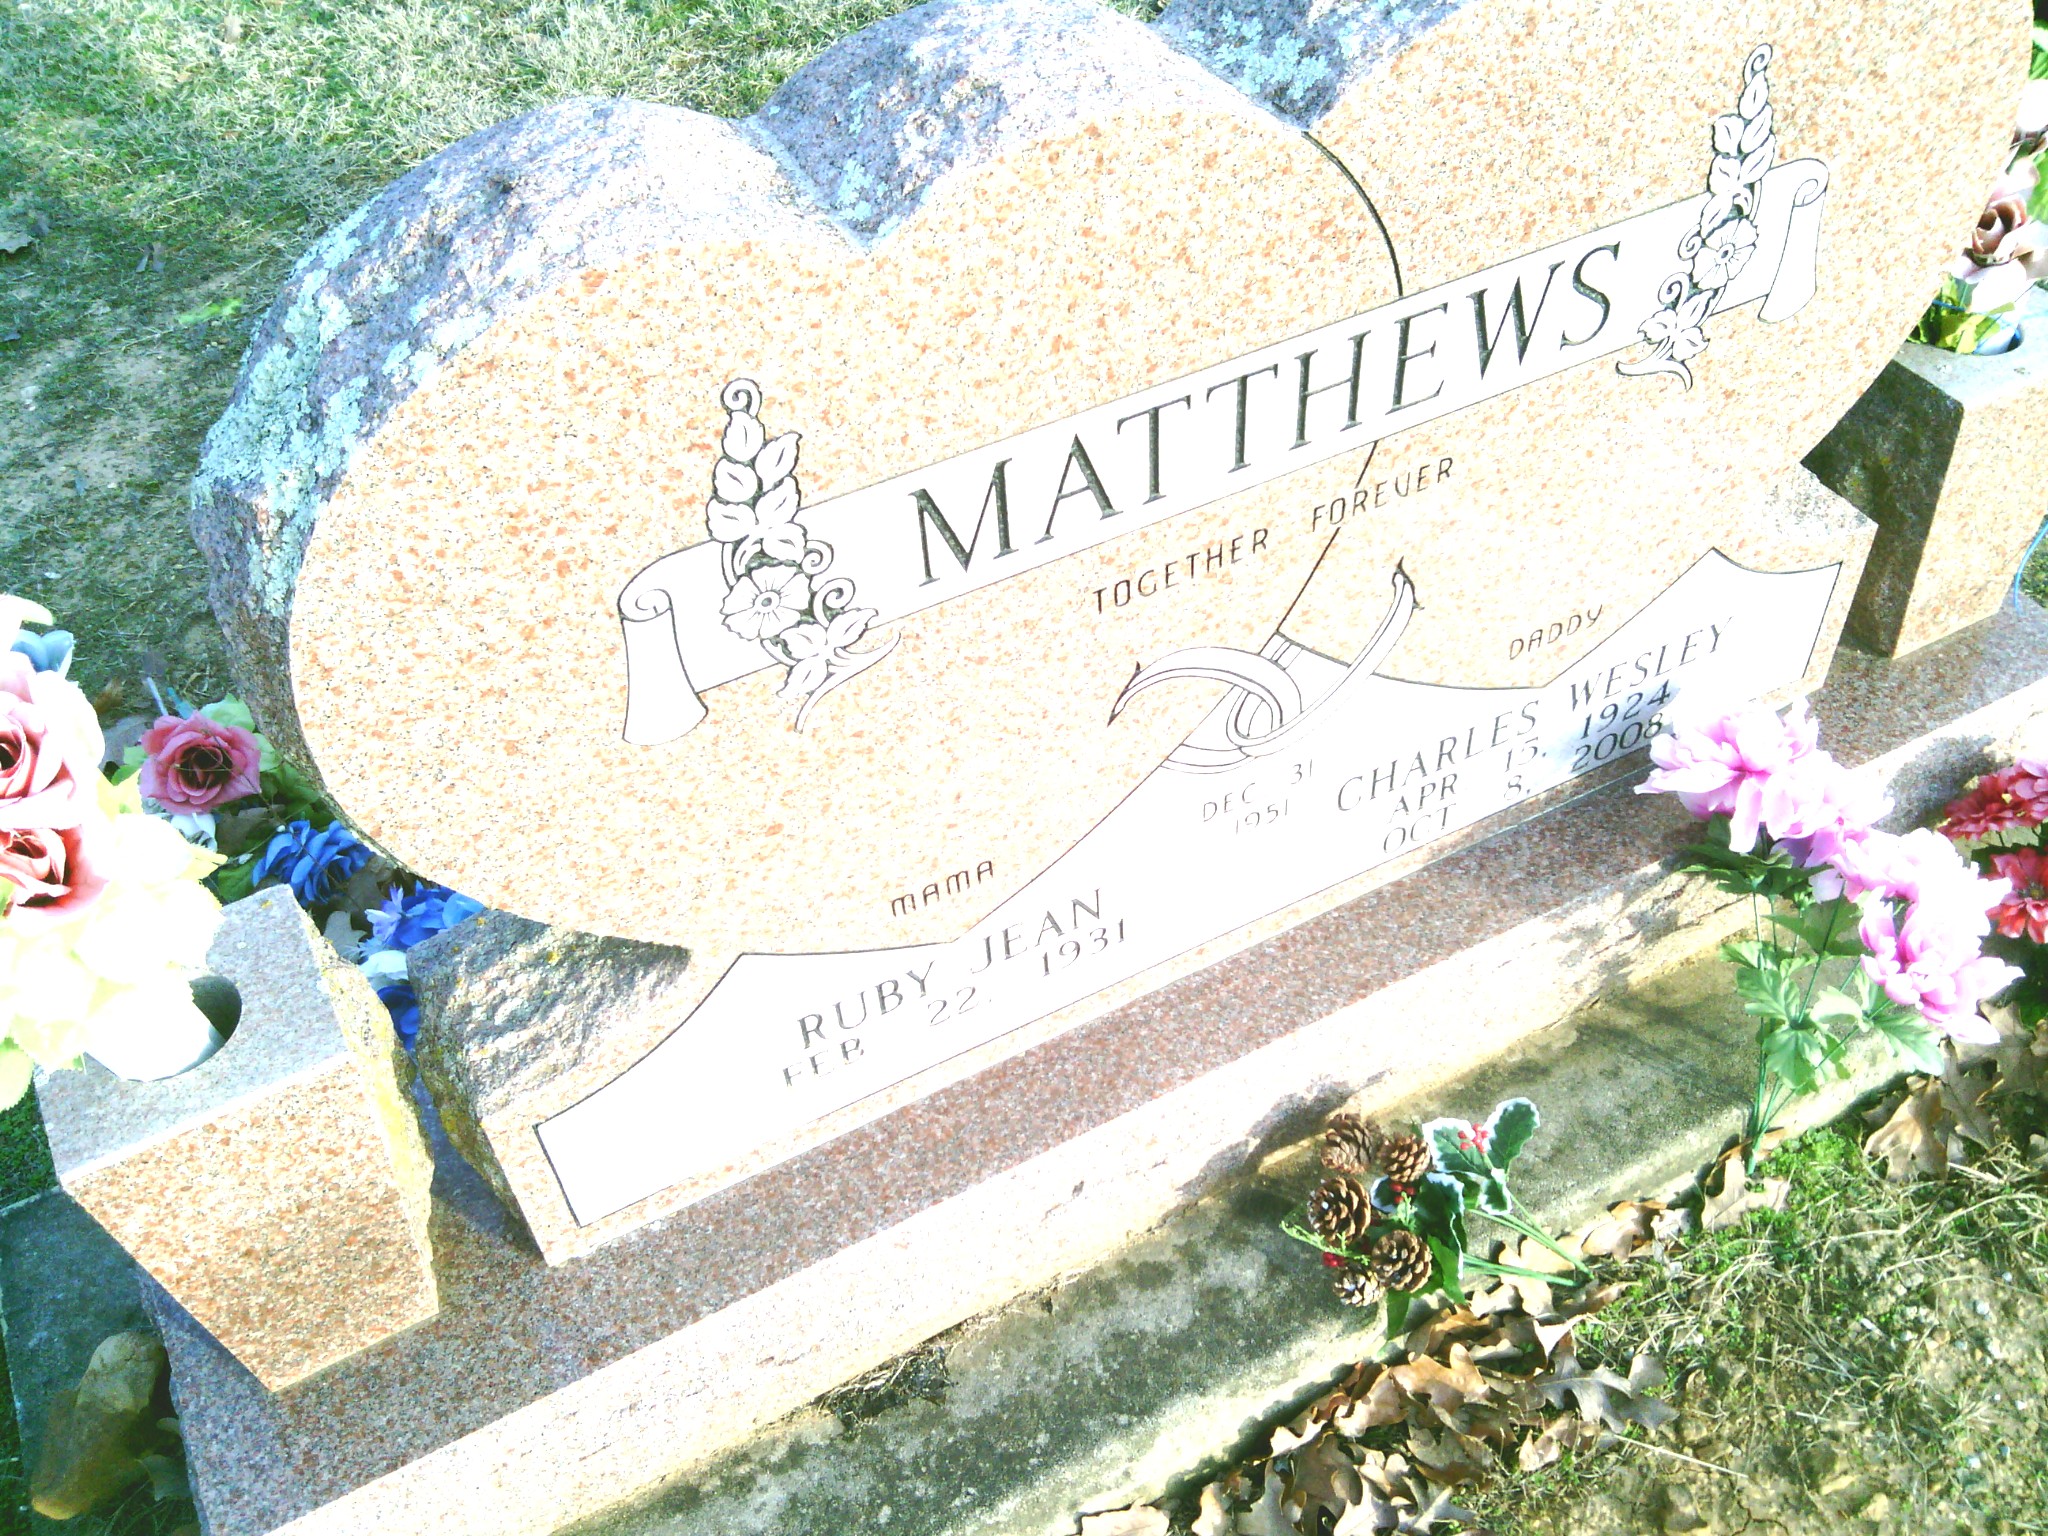 MATTHEWS
TOGETHER FOREVER
MAMA
RUBY JEAN
FEB 22, 1931
DEC 31
1951
DADDY
CHARLES WESLEY
APR 15, 1924
OCT 8, 2008